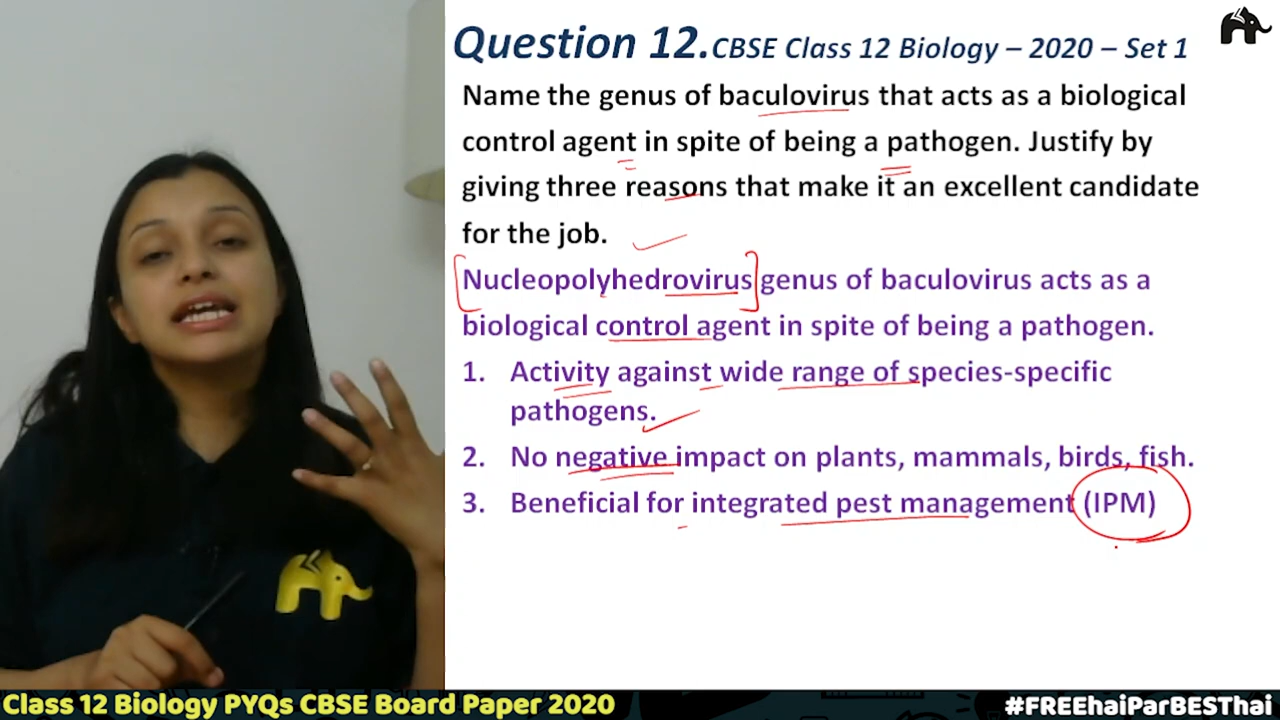 Question 12. CBSE Class 12 Biology – 2020 – Set 1
Name the genus of baculovirus that acts as a biological
control agent in spite of being a pathogen. Justify by
giving three reasons that make it an excellent candidate
for the job.
Nucleopolyhedrovirus genus of baculovirus acts as a
biological control agent in spite of being a pathogen.
1. Activity against wide range of species-specific
pathogens.
2. No negative impact on plants, mammals, birds, fish.
3. Beneficial for integrated pest management (IPM)
Class 12 Biology PYQs CBSE Board Paper 2020
#FREEhaiParBESThai